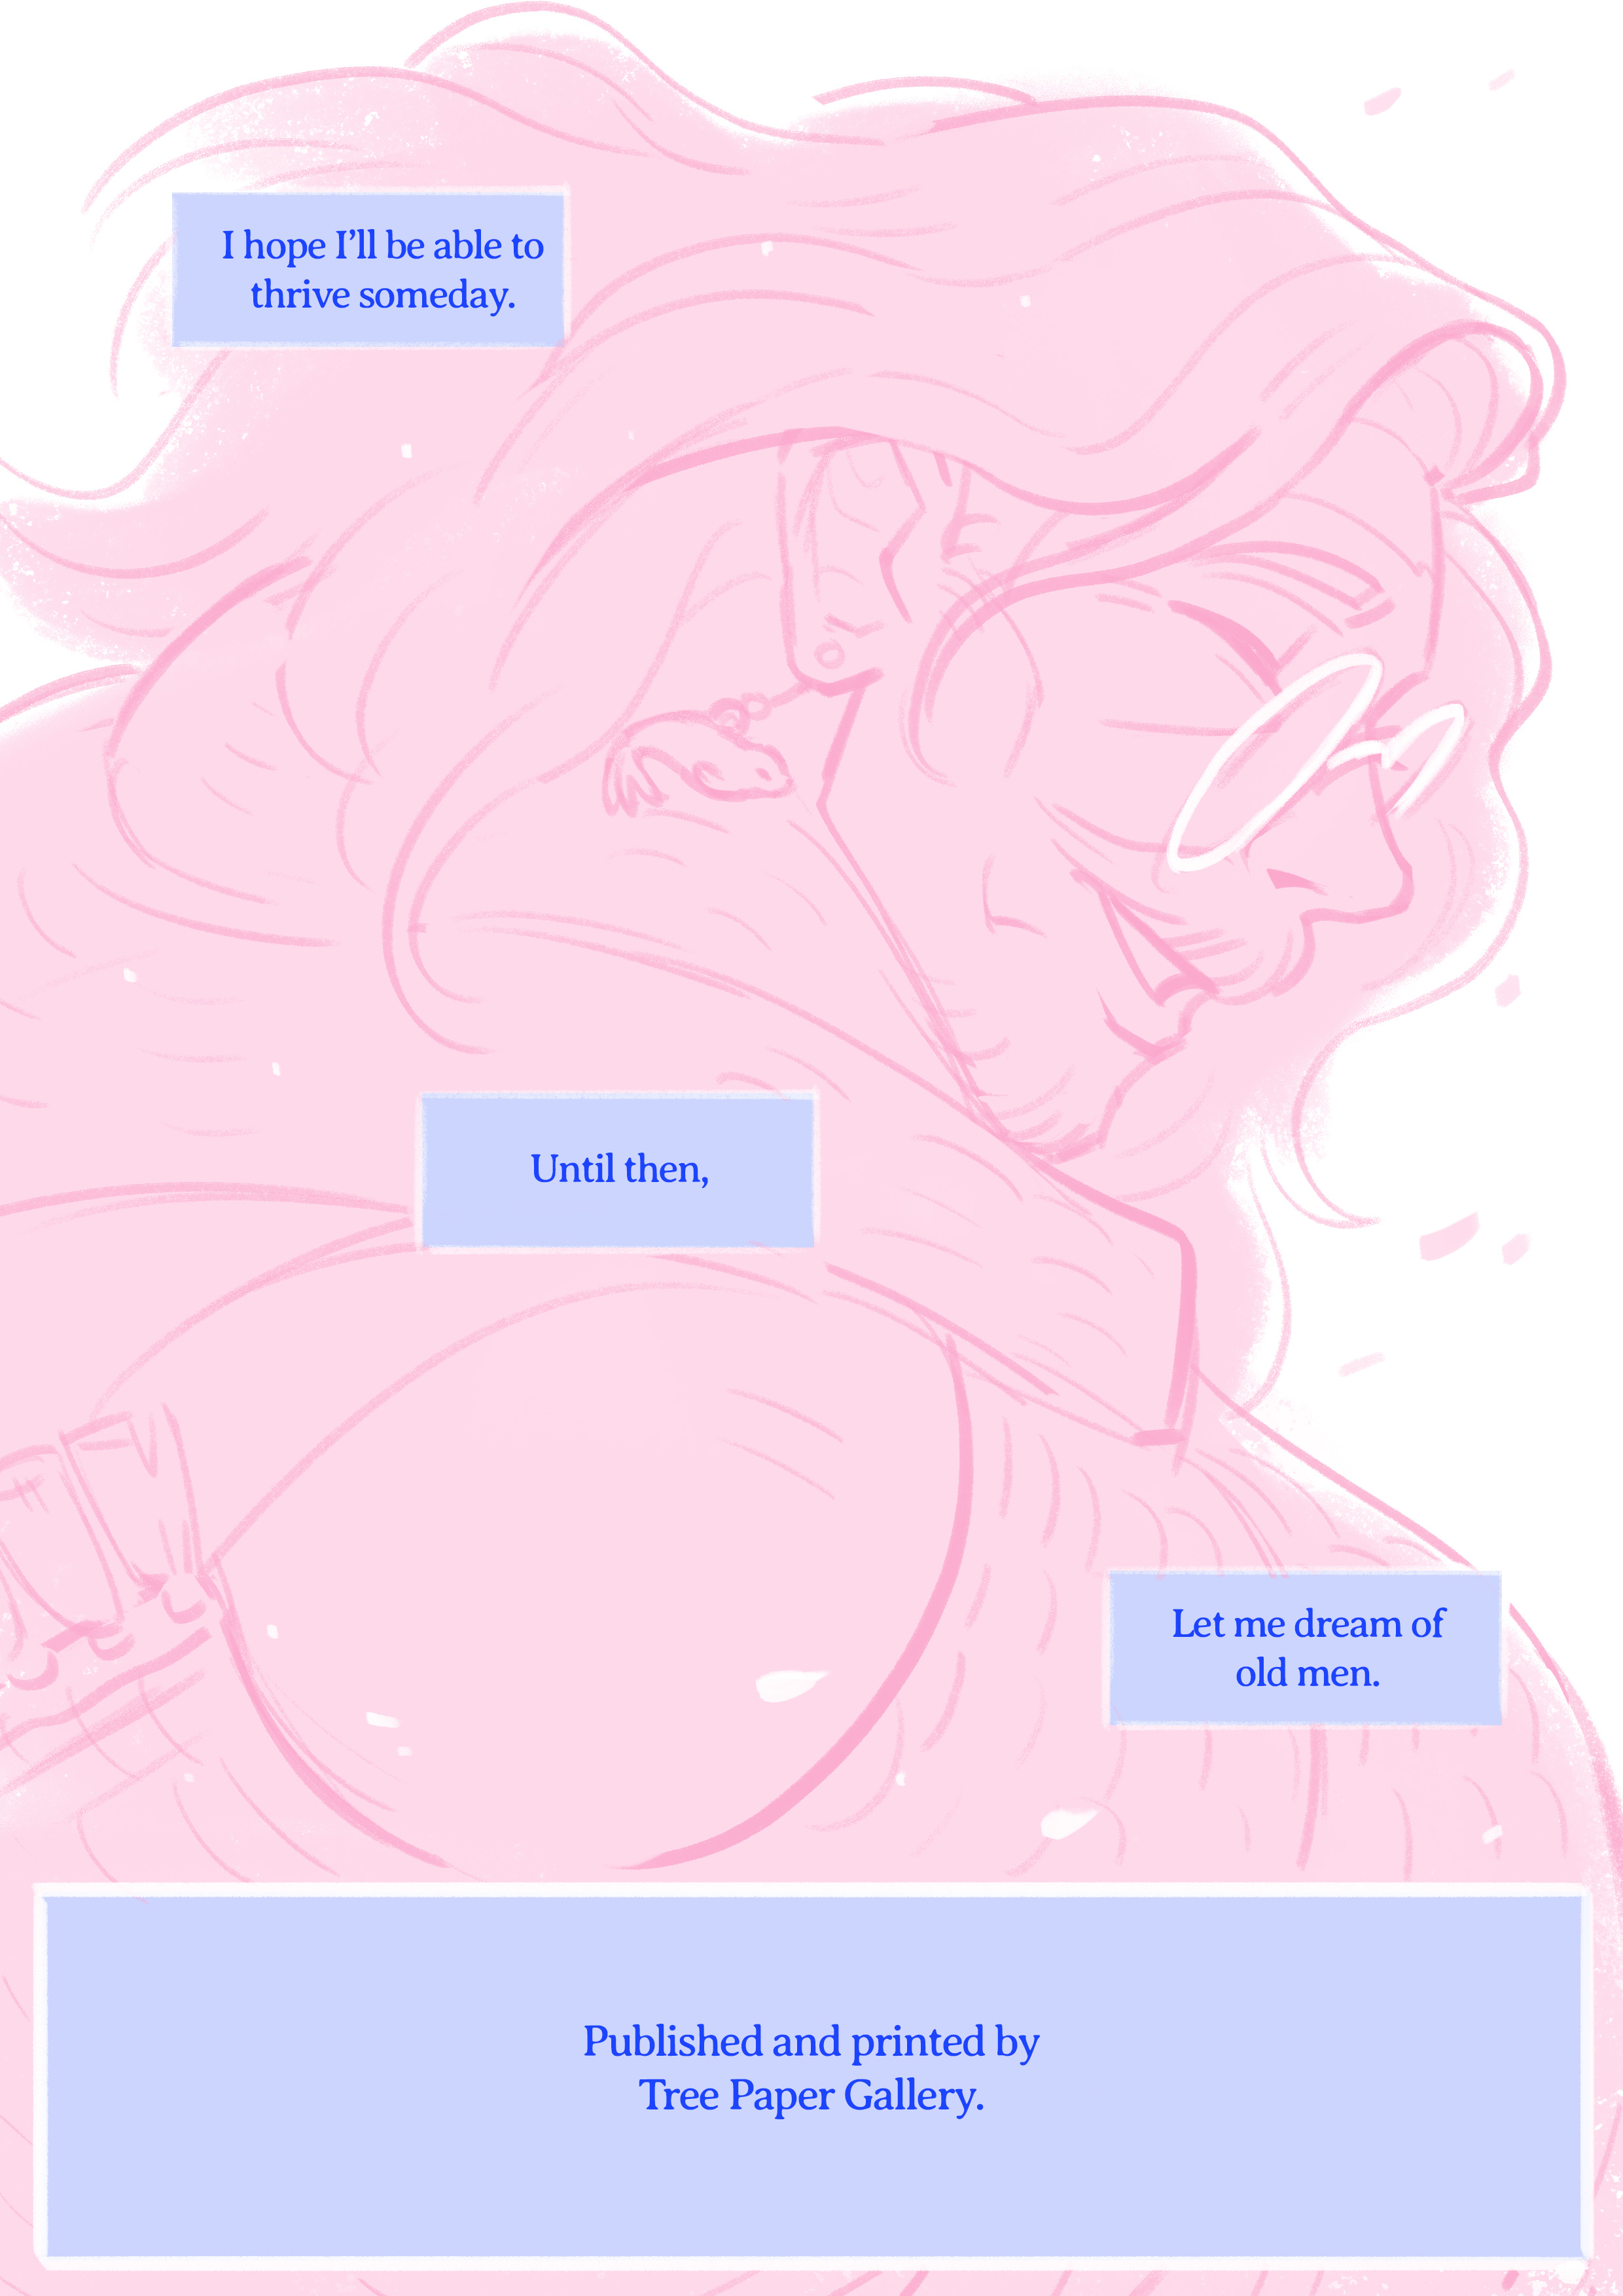 I hope I’ll be able to
thrive someday.
Until then,
Let me dream of
old men.
Published and printed by
Tree Paper Gallery.